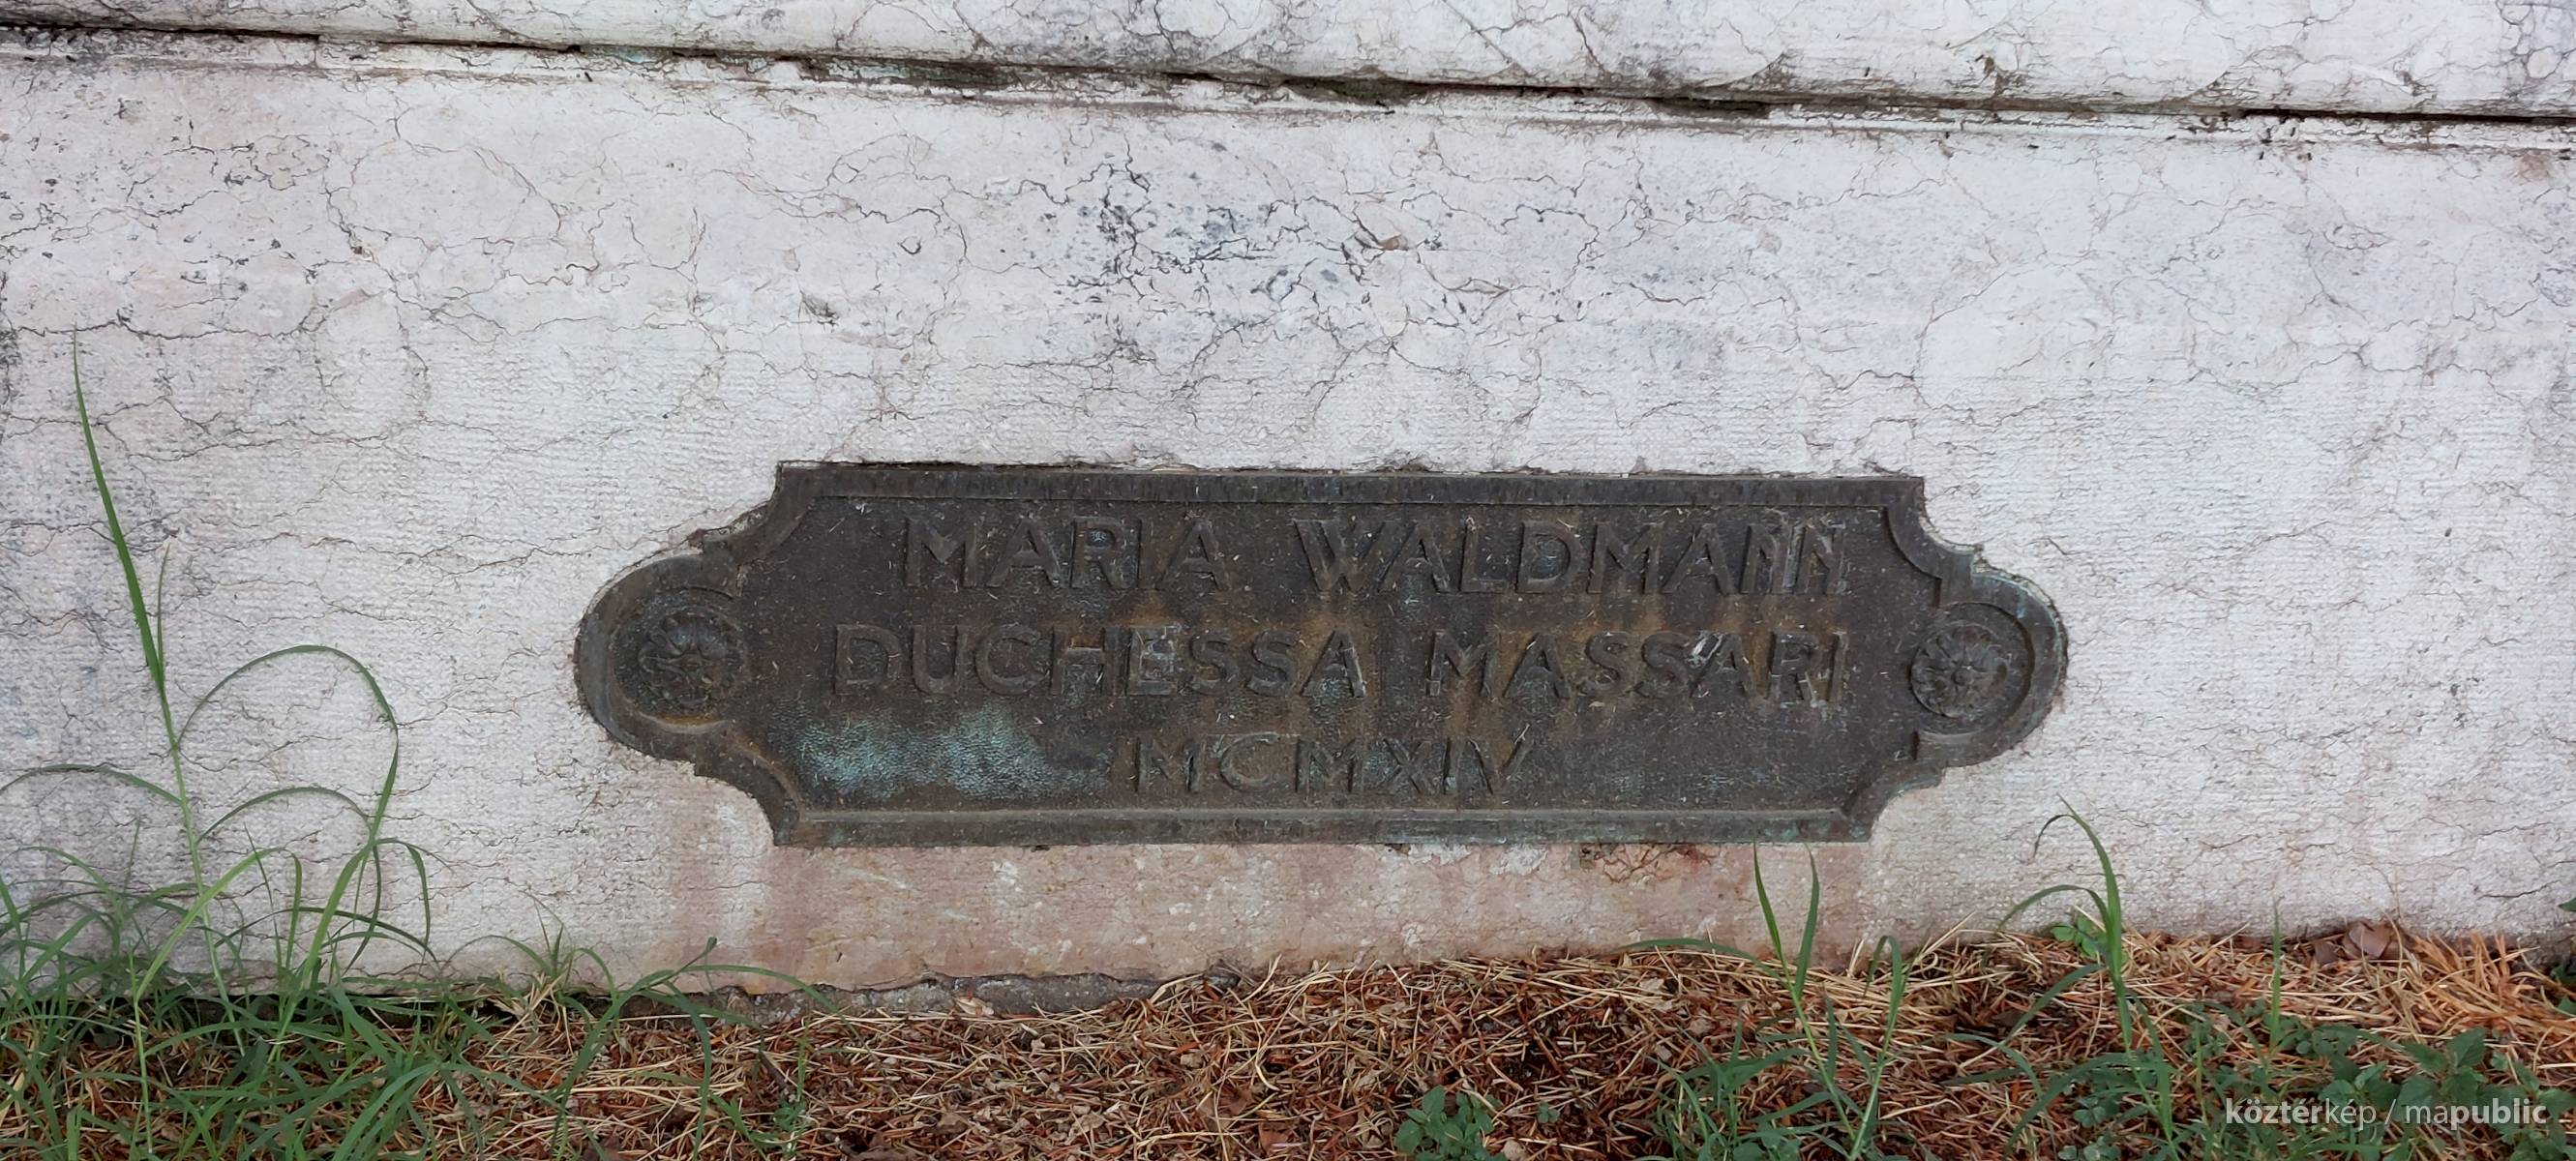 MARIA WALDMANN
DUCHESSA MASSARI
MCMXIV
köztérkép / mapublic